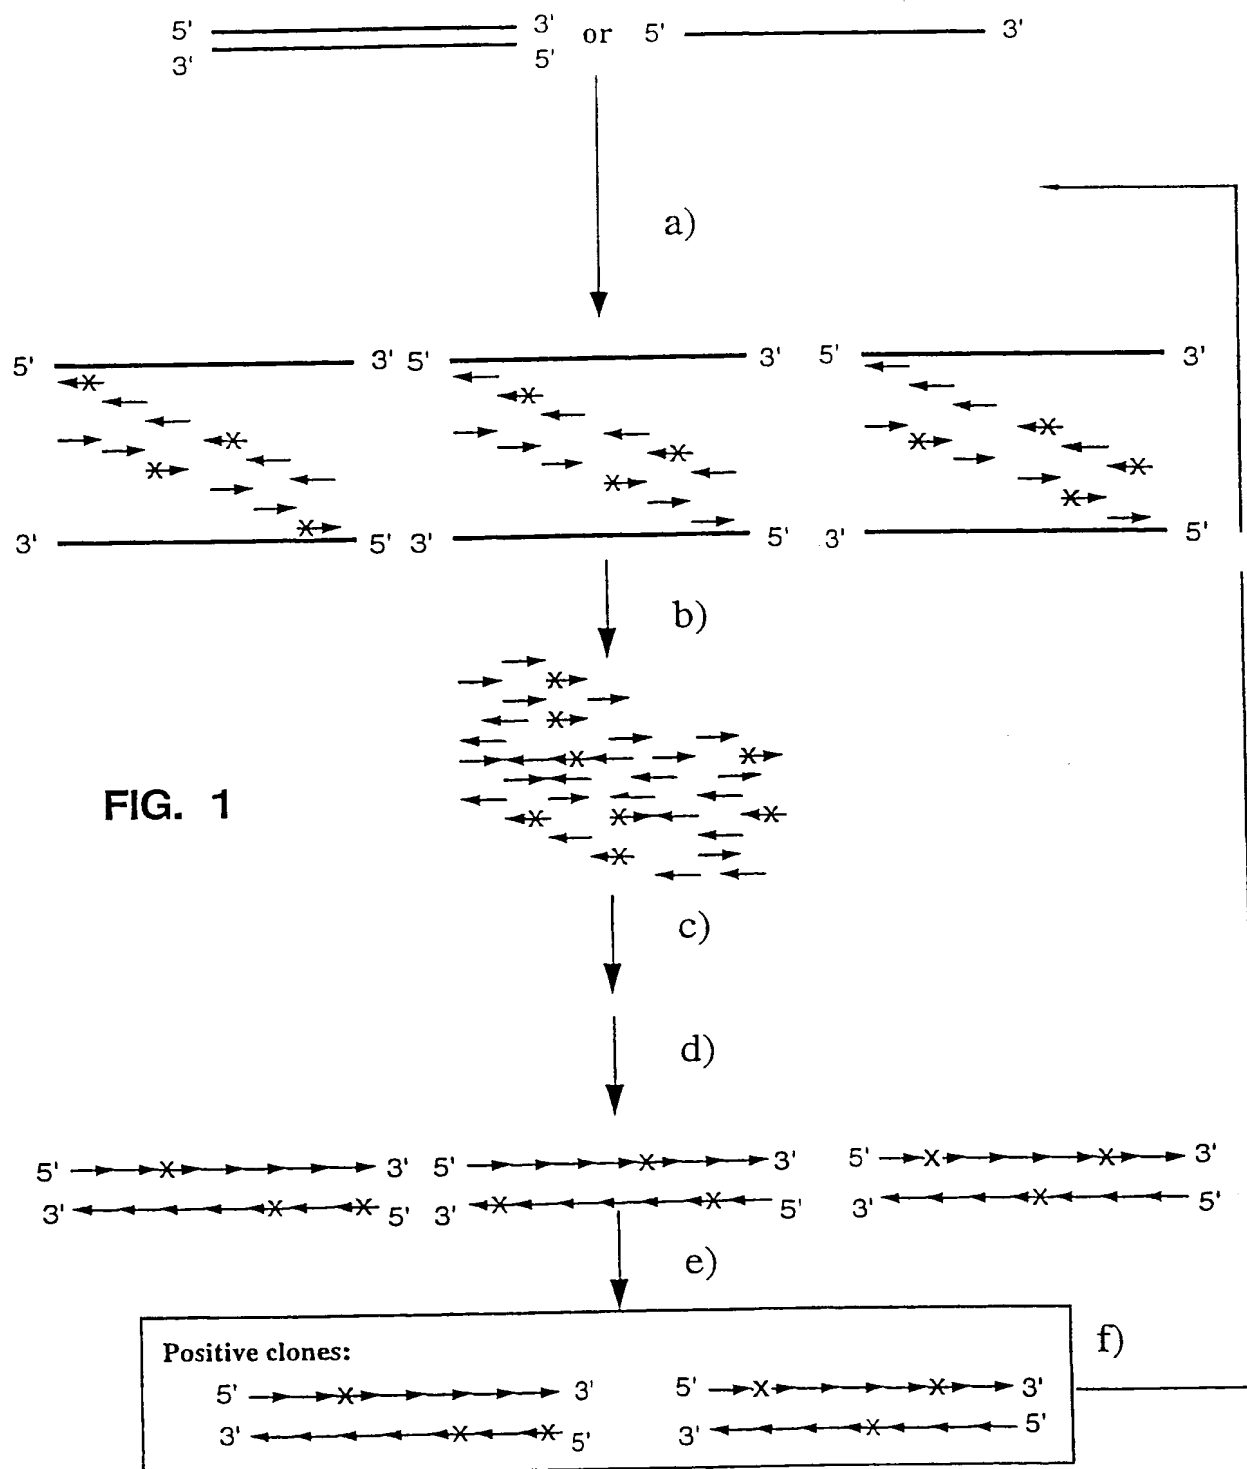 5' 3' or 5' 3'
3' 5'
a)
5' 3' 5' 3' 5' 3'
3' 5' 3' 5' 3' 5'
b)
FIG. 1
c)
d)
5' 3' 5' 3' 5' 3'
3' 5' 3' 5' 3' 5'
e)
f)
Positive clones:
5' 3' 5' 3'
3' 5' 3' 5'